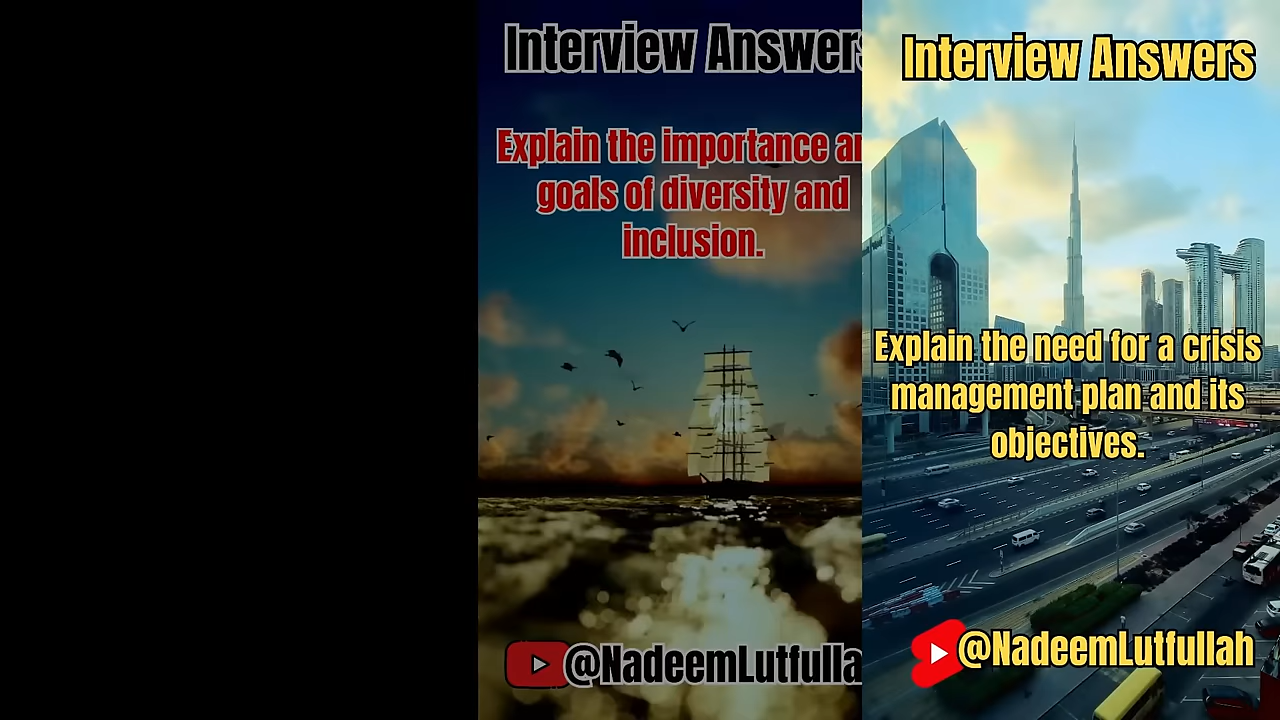 Interview Answers
Explain the importance an
goals of diversity and
inclusion.
@NadeemLutfulla
Interview Answers
Explain the need for a crisis
management plan and its
objectives.
@NadeemLutfullah